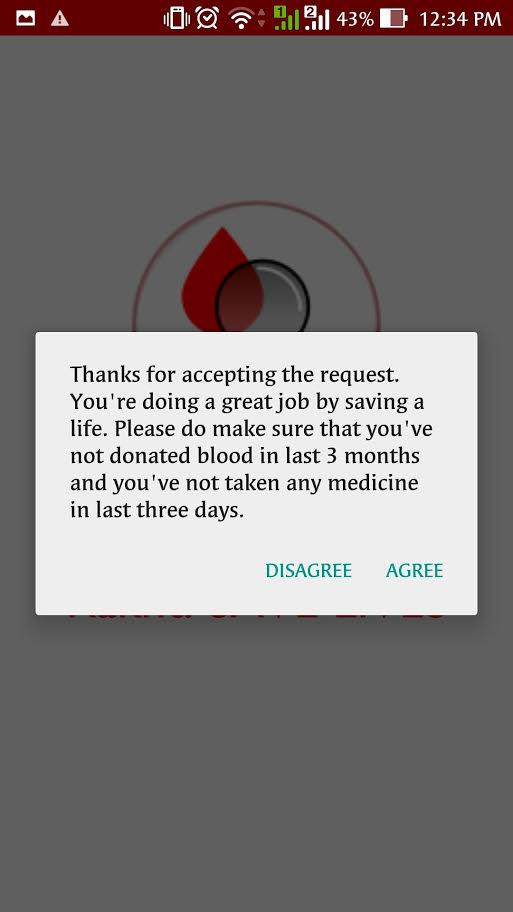 1 2 43% 12:34 PM
Thanks for accepting the request.
You're doing a great job by saving a
life. Please do make sure that you've
not donated blood in last 3 months
and you've not taken any medicine
in last three days.
DISAGREE AGREE